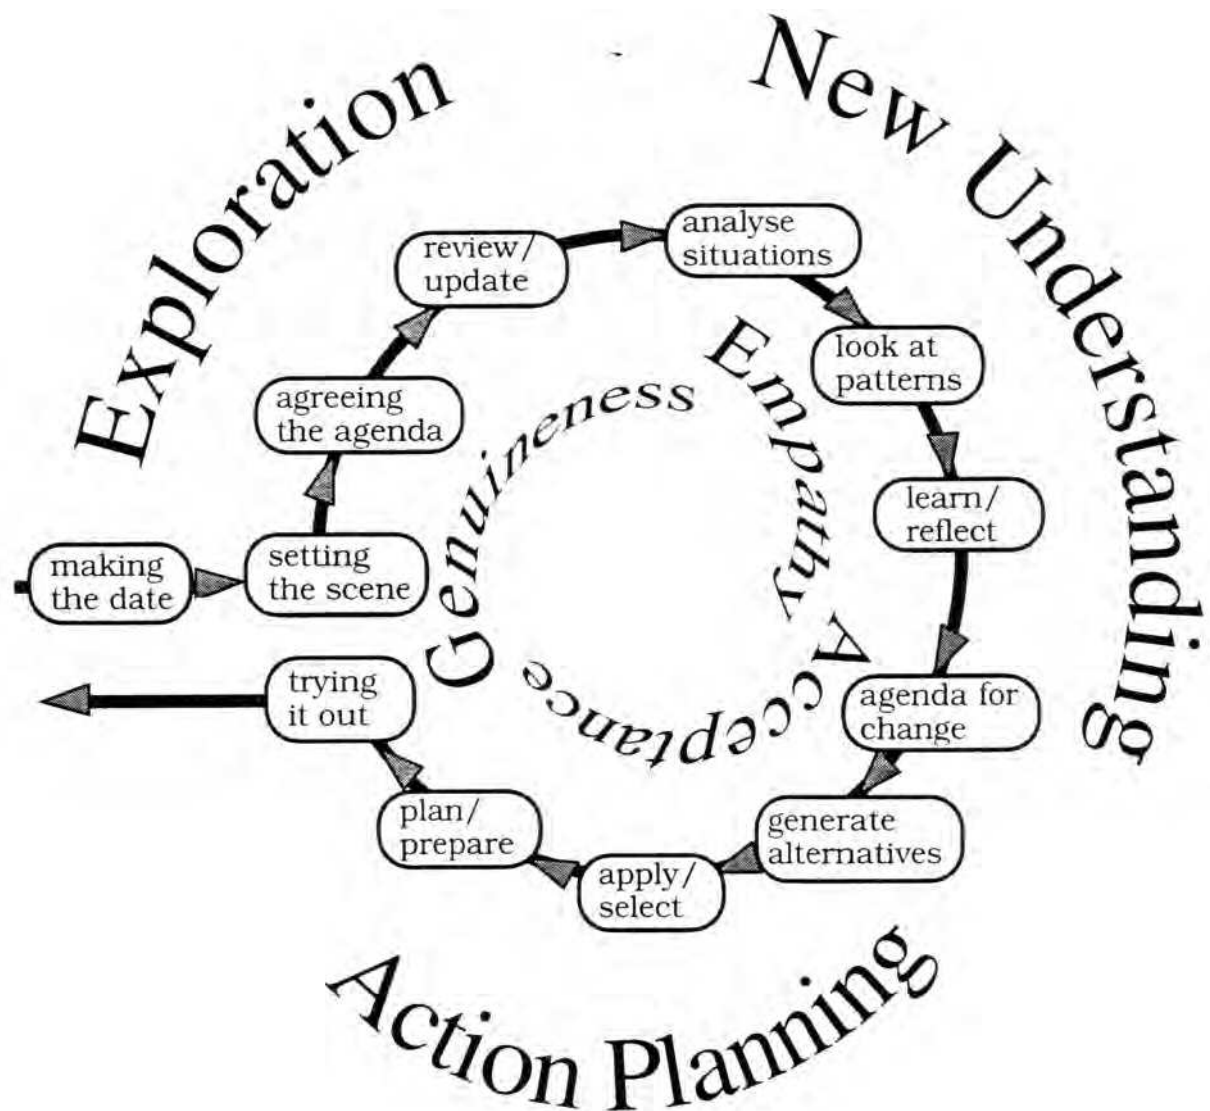 Exploration
New Understanding
review/
update
analyse
situations
look at
patterns
agreeing
the agenda
Genuineness
Empathy
learn/
reflect
making
the date
setting
the scene
Acceptance
trying
it out
agenda for
change
plan/
prepare
generate
alternatives
apply/
select
Action Planning